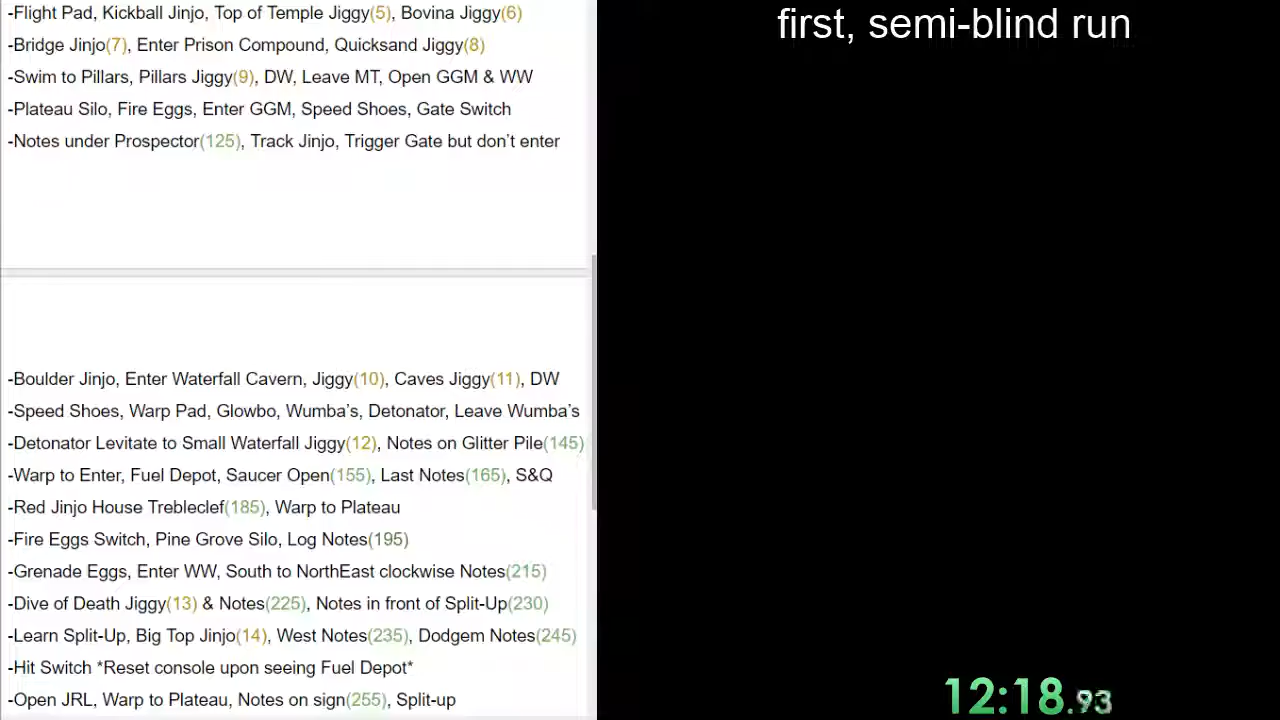 -Flight Pad, Kickball Jinjo, Top of Temple Jiggy(5), Bovina Jiggy(6)
-Bridge Jinjo(7), Enter Prison Compound, Quicksand Jiggy(8)
-Swim to Pillars, Pillars Jiggy(9), DW, Leave MT, Open GGM & WW
-Plateau Silo, Fire Eggs, Enter GGM, Speed Shoes, Gate Switch
-Notes under Prospector(125), Track Jinjo, Trigger Gate but don't enter
-Boulder Jinjo, Enter Waterfall Cavern, Jiggy(10), Caves Jiggy(11), DW
-Speed Shoes, Warp Pad, Glowbo, Wumba's, Detonator, Leave Wumba's
-Detonator Levitate to Small Waterfall Jiggy(12), Notes on Glitter Pile(145)
-Warp to Enter, Fuel Depot, Saucer Open(155), Last Notes(165), S&Q
-Red Jinjo House Trebleclef(185), Warp to Plateau
-Fire Eggs Switch, Pine Grove Silo, Log Notes(195)
-Grenade Eggs, Enter WW, South to NorthEast clockwise Notes(215)
-Dive of Death Jiggy(13) & Notes(225), Notes in front of Split-Up(230)
-Learn Split-Up, Big Top Jinjo(14), West Notes(235), Dodgem Notes(245)
-Hit Switch *Reset console upon seeing Fuel Depot*
-Open JRL, Warp to Plateau, Notes on sign(255), Split-up
first, semi-blind run
12:18.93